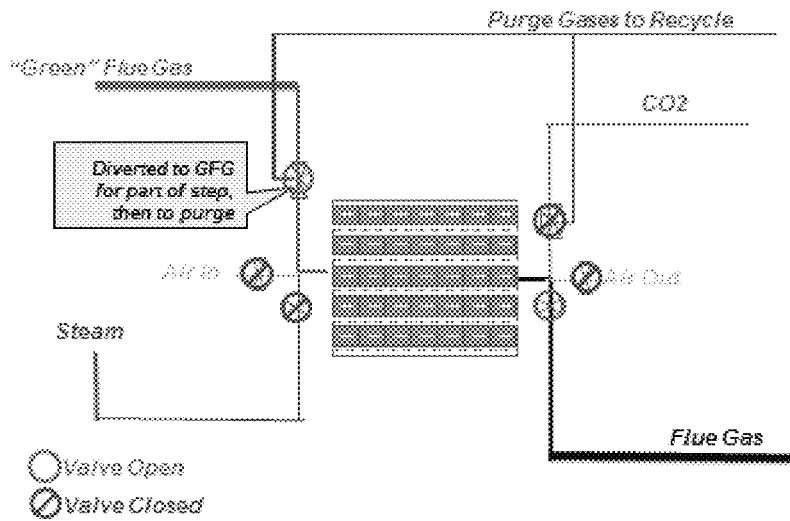 Purge Gases to Recycle
"Green" Flue Gas
CO2
Diverted to GFG
for part of step,
then to purge
Air In
Air Out
Steam
Flue Gas
Valve Open
Valve Closed